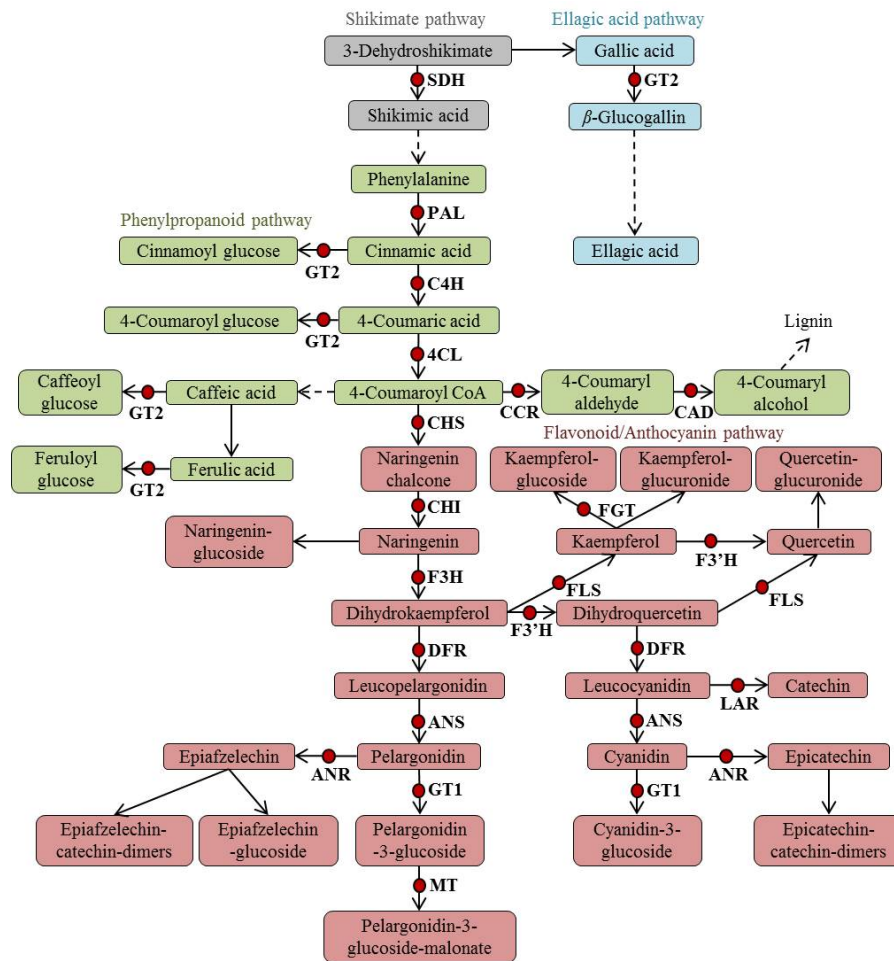 Shikimate pathway
Ellagic acid pathway
3-Dehydroshikimate
Gallic acid
SDH
GT2
Shikimic acid
β-Glucogallin
Phenylalanine
PAL
Phenylpropanoid pathway
Cinnamoyl glucose
Cinnamic acid
Ellagic acid
GT2
C4H
4-Coumaroyl glucose
4-Coumaric acid
Lignin
GT2
4CL
Caffeoyl
glucose
Caffeic acid
4-Coumaroyl CoA
4-Coumaryl
aldehyde
4-Coumaryl
alcohol
GT2
CCR
CAD
CHS
Flavonoid/Anthocyanin pathway
Feruloyl
glucose
Ferulic acid
GT2
Naringenin
chalcone
Kaempferol-
glucoside
Kaempferol-
glucuronide
Quercetin-
glucuronide
CHI
FGT
Naringenin-
glucoside
Naringenin
Kaempferol
Quercetin
F3’H
F3H
FLS
FLS
Dihydrokaempferol
Dihydroquercetin
F3’H
DFR
DFR
Leucopelargonidin
Leucocyanidin
Catechin
LAR
ANS
ANS
Epiafzelechin
Pelargonidin
Cyanidin
Epicatechin
ANR
ANR
GT1
GT1
Epiafzelechin-
catechin-dimers
Epiafzelechin
-glucoside
Pelargonidin
-3-glucoside
Cyanidin-3-
glucoside
Epicatechin-
catechin-dimers
MT
Pelargonidin-3-
glucoside-malonate